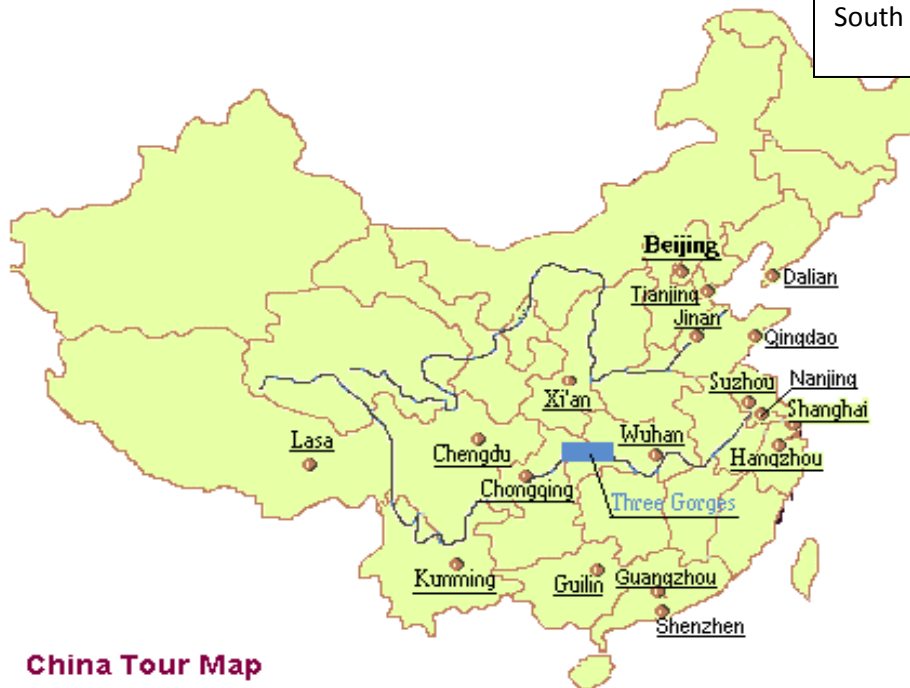 South
Beijing
Dalian
Tianjing
Jinan
Qingdao
Suzhou
Nanjing
Xi'an
Shanghai
Lasa
Chengdu
Wuhan
Hangzhou
Chongqing
Three Gorges
Kunming
Guilin
Guangzhou
Shenzhen
China Tour Map